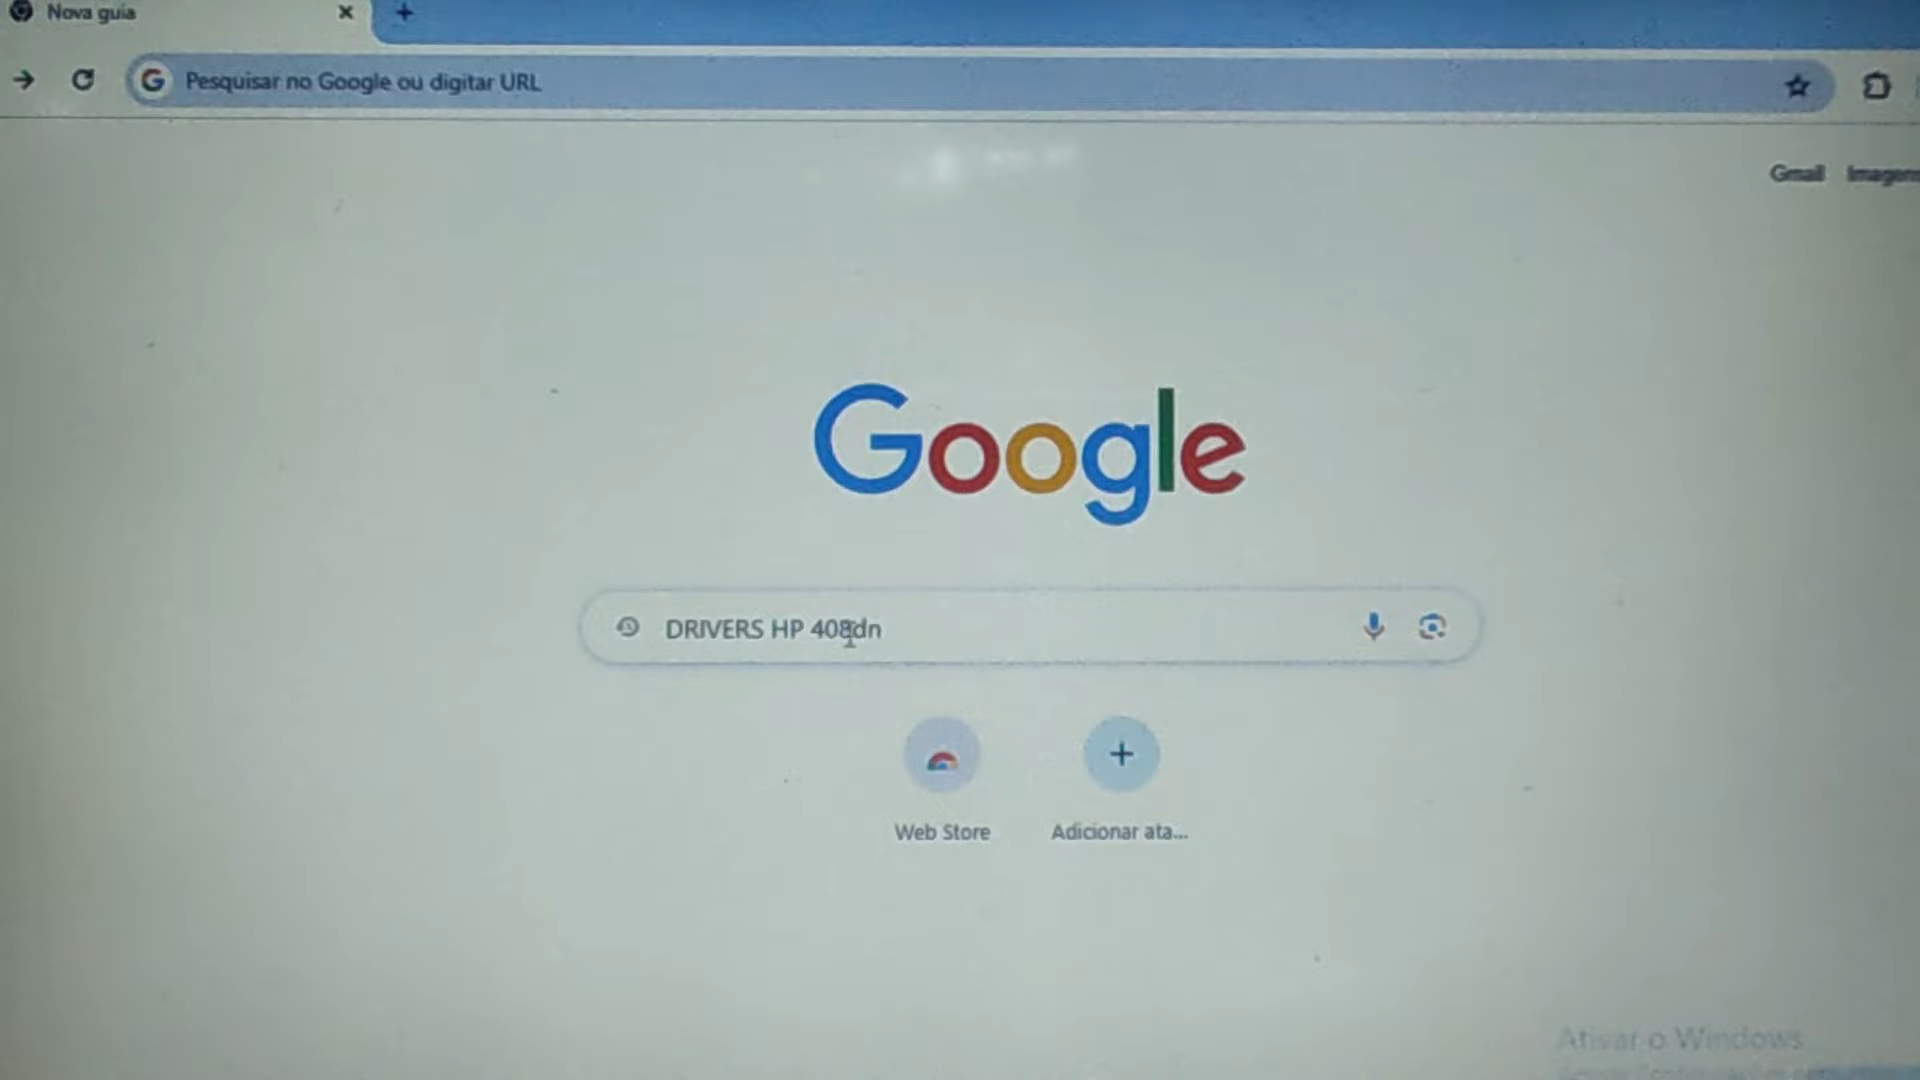 Nova guia
Pesquisar no Google ou digitar URL
Gmail Imagens
Google
DRIVERS HP 408dn
Web Store
Adicionar ata...
Ativar o Windows